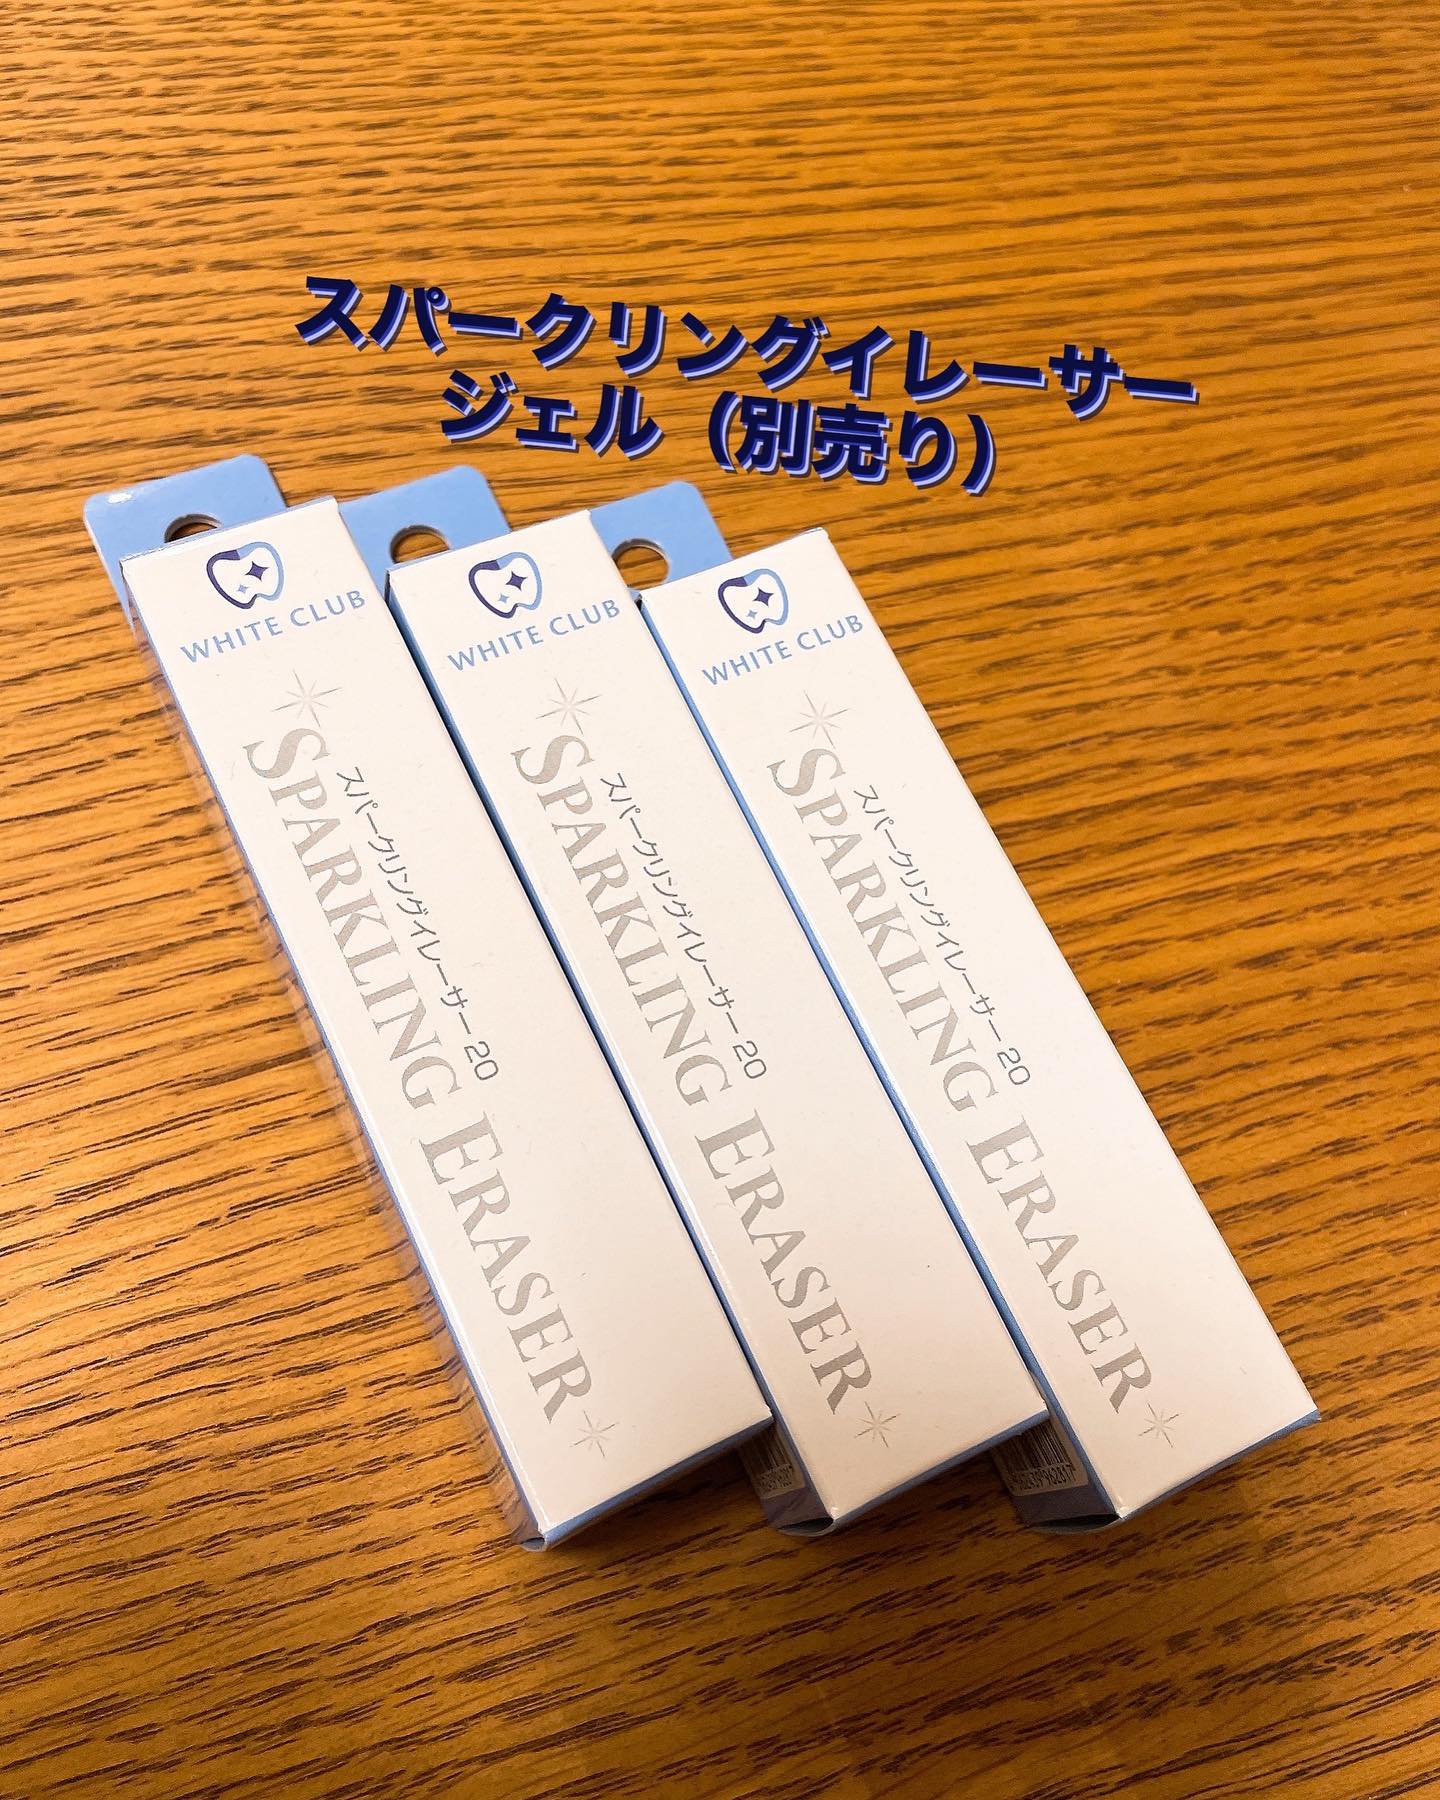 スパークリングイレーサー
ジェル（別売り）
WHITE CLUB
スパークリングイレーサー20
SPARKLING ERASER
WHITE CLUB
スパークリングイレーサー20
SPARKLING ERASER
WHITE CLUB
スパークリングイレーサー20
SPARKLING ERASER